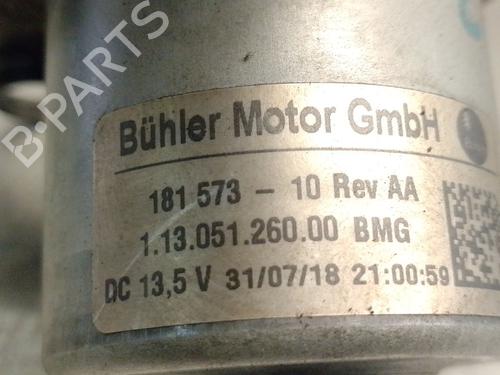 B-PARTS
Bühler Motor GmbH
181 573 - 10 Rev AA
1.13.051.260.00 BMG
DC 13,5 V 31/07/18 21:00:59